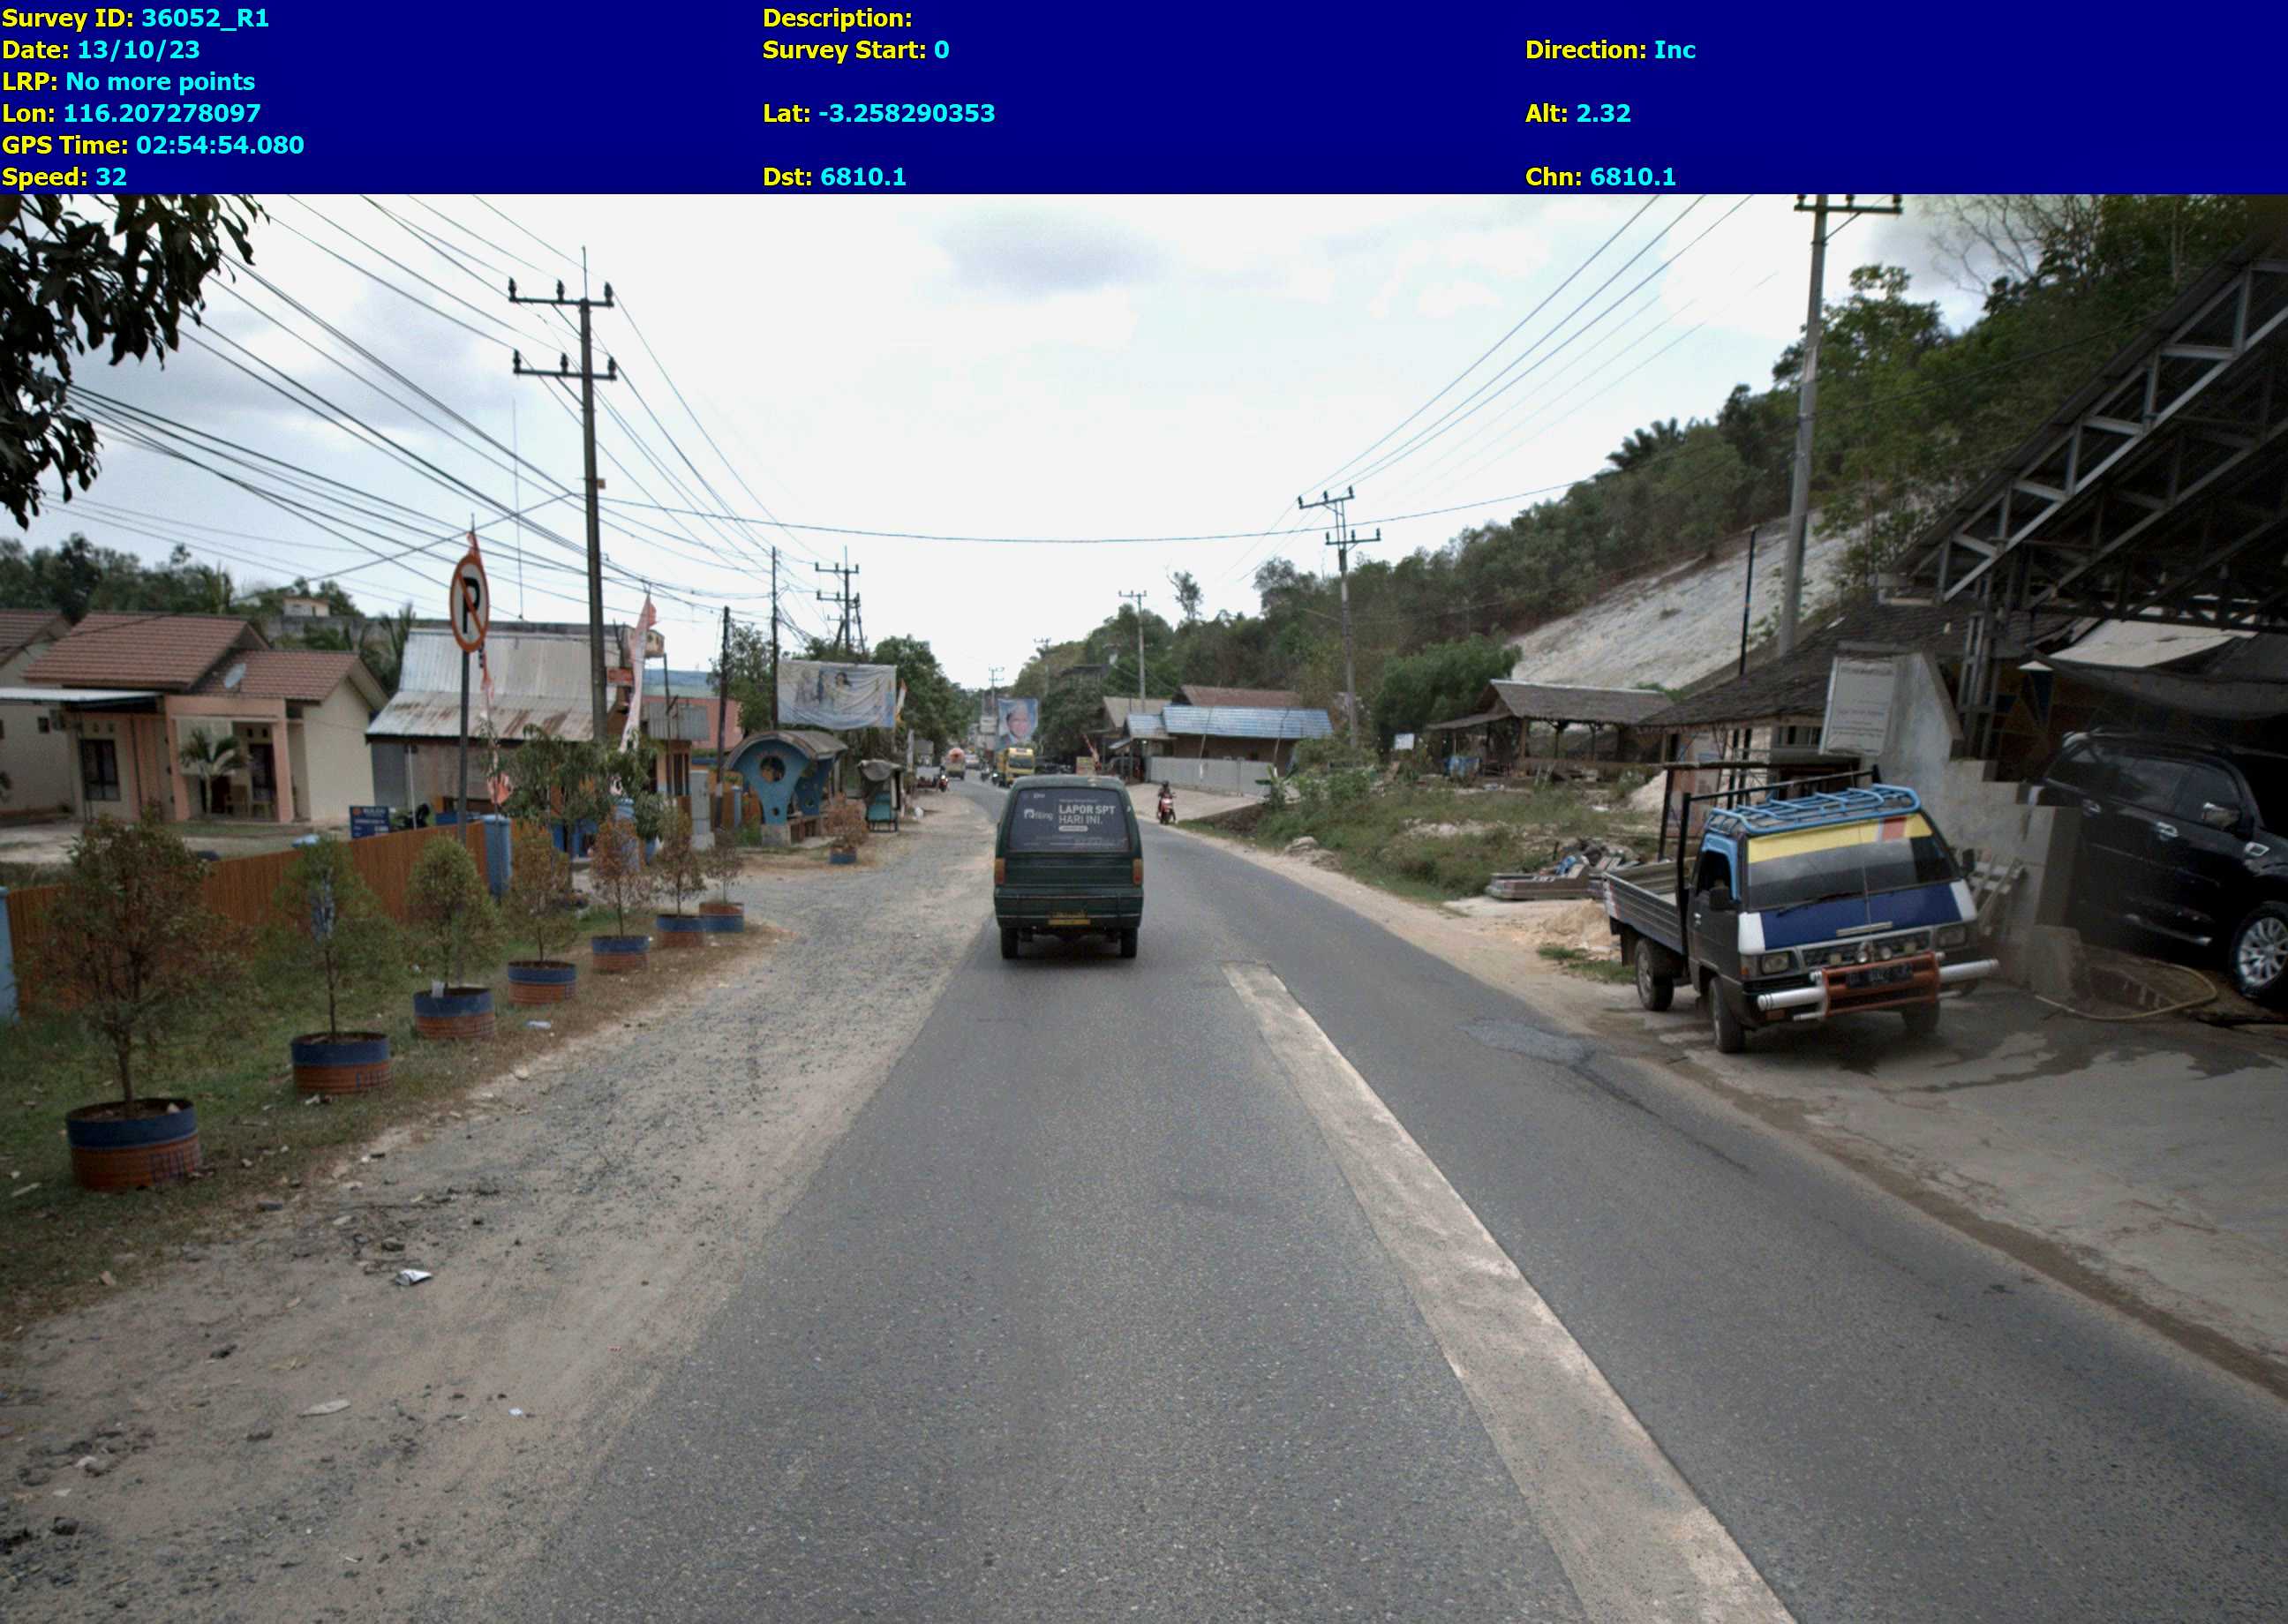 Survey ID: 36052_R1
Description:
Date: 13/10/23
Survey Start: 0
Direction: Inc
LRP: No more points
Lon: 116.207278097
Lat: -3.258290353
Alt: 2.32
GPS Time: 02:54:54.080
Speed: 32
Dst: 6810.1
Chn: 6810.1
P
LAPOR SPT
HARI INI.